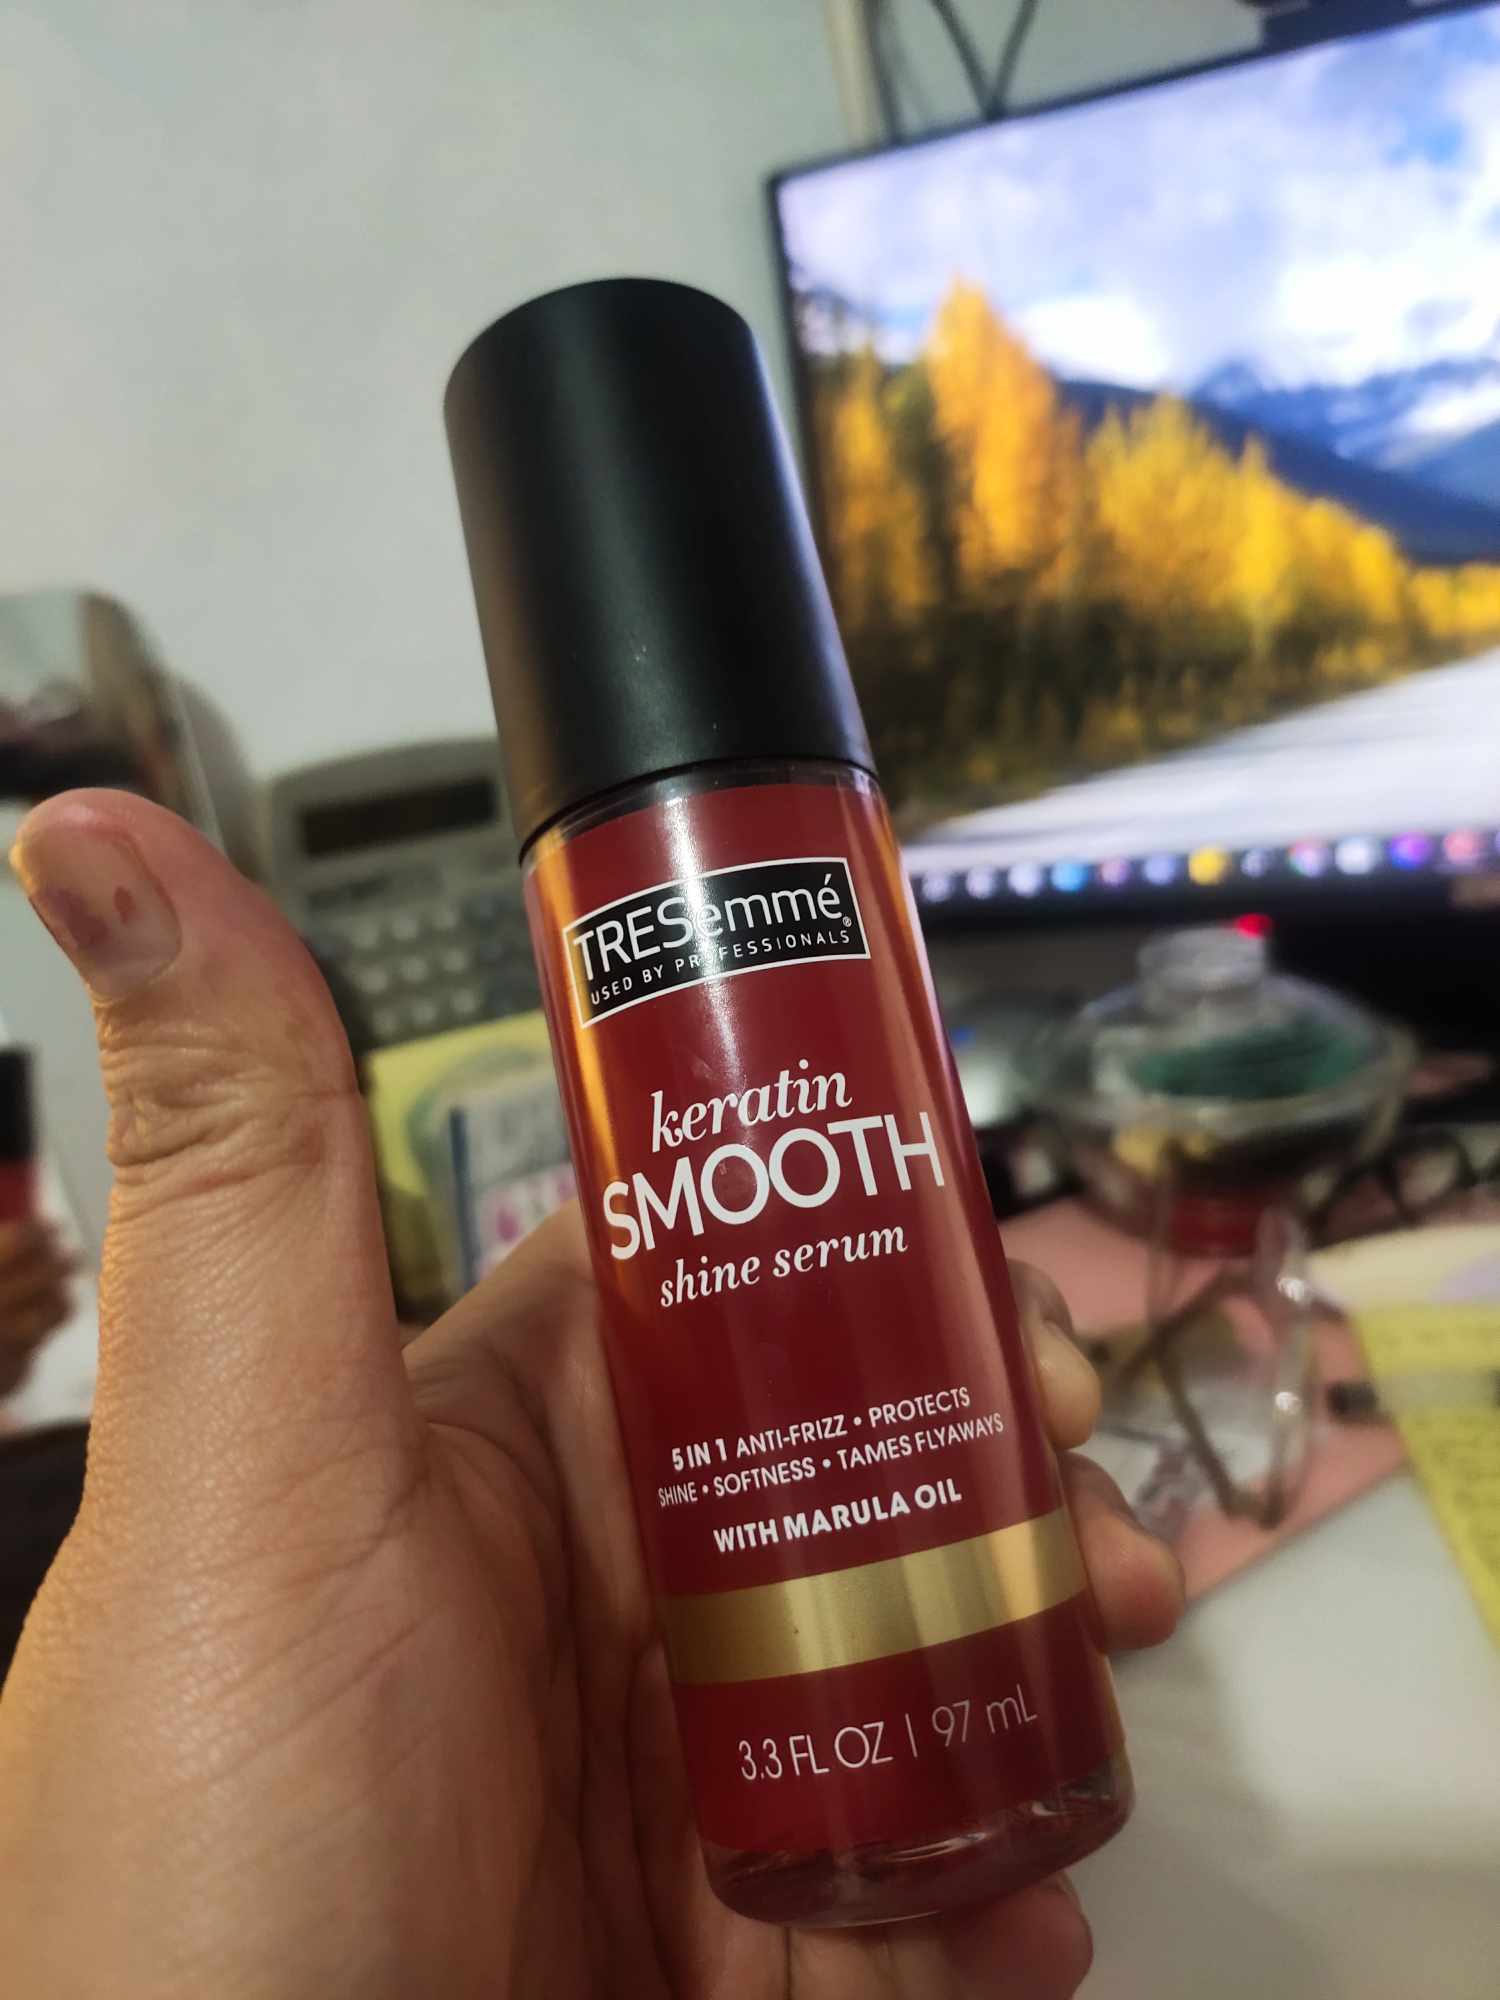 TRESemmé®
USED BY PROFESSIONALS
keratin
SMOOTH
shine serum
5 IN 1 ANTI-FRIZZ • PROTECTS
SHINE • SOFTNESS • TAMES FLYAWAYS
WITH MARULA OIL
3.3 FL OZ | 97 mL